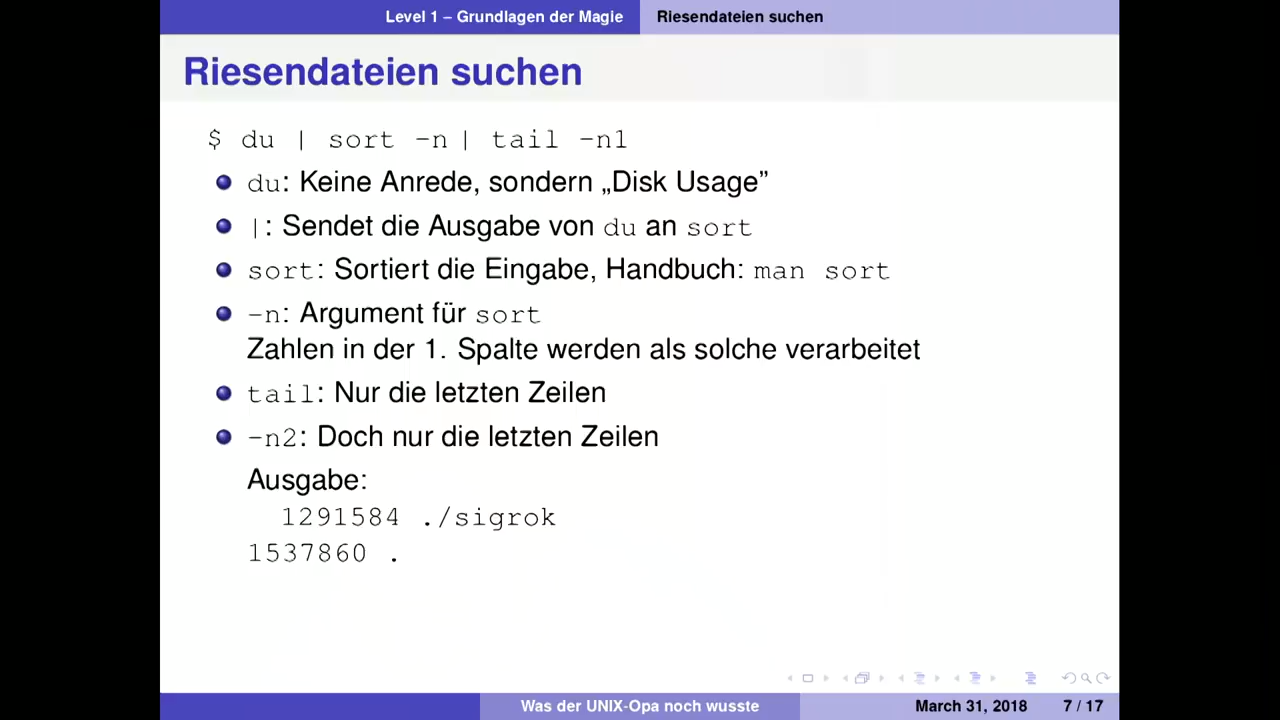 Level 1 – Grundlagen der Magie
Riesendateien suchen
Riesendateien suchen
$ du | sort -n | tail -n1
du: Keine Anrede, sondern „Disk Usage”
|: Sendet die Ausgabe von du an sort
sort: Sortiert die Eingabe, Handbuch: man sort
-n: Argument für sort
Zahlen in der 1. Spalte werden als solche verarbeitet
tail: Nur die letzten Zeilen
-n2: Doch nur die letzten Zeilen
Ausgabe:
1291584 ./sigrok
1537860 .
Was der UNIX-Opa noch wusste
March 31, 2018
7 / 17